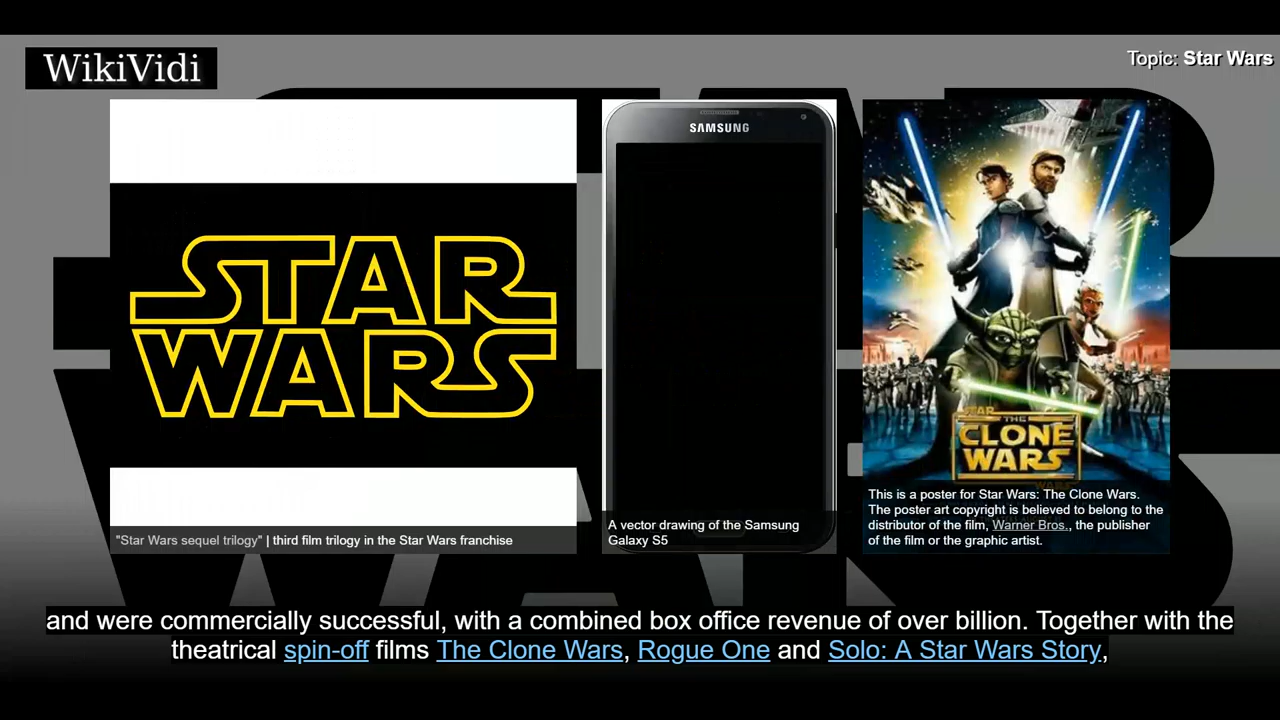 WikiVidi
Topic: Star Wars
STAR
WARS
"Star Wars sequel trilogy" | third film trilogy in the Star Wars franchise
SAMSUNG
A vector drawing of the Samsung
Galaxy S5
STAR
THE
CLONE
WARS
This is a poster for Star Wars: The Clone Wars.
The poster art copyright is believed to belong to the
distributor of the film, Warner Bros., the publisher
of the film or the graphic artist.
and were commercially successful, with a combined box office revenue of over billion. Together with the
theatrical spin-off films The Clone Wars, Rogue One and Solo: A Star Wars Story,